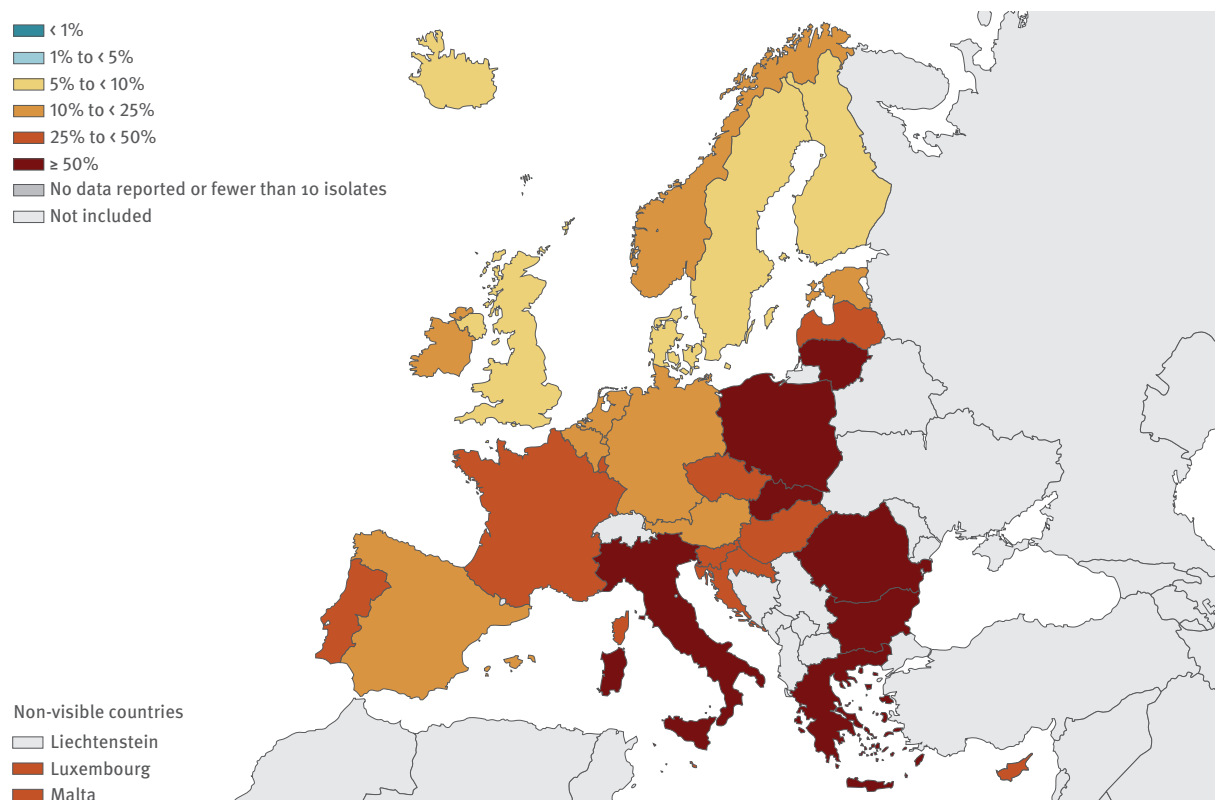 < 1%
1% to < 5%
5% to < 10%
10% to < 25%
25% to < 50%
≥ 50%
No data reported or fewer than 10 isolates
Not included
Non-visible countries
Liechtenstein
Luxembourg
Malta